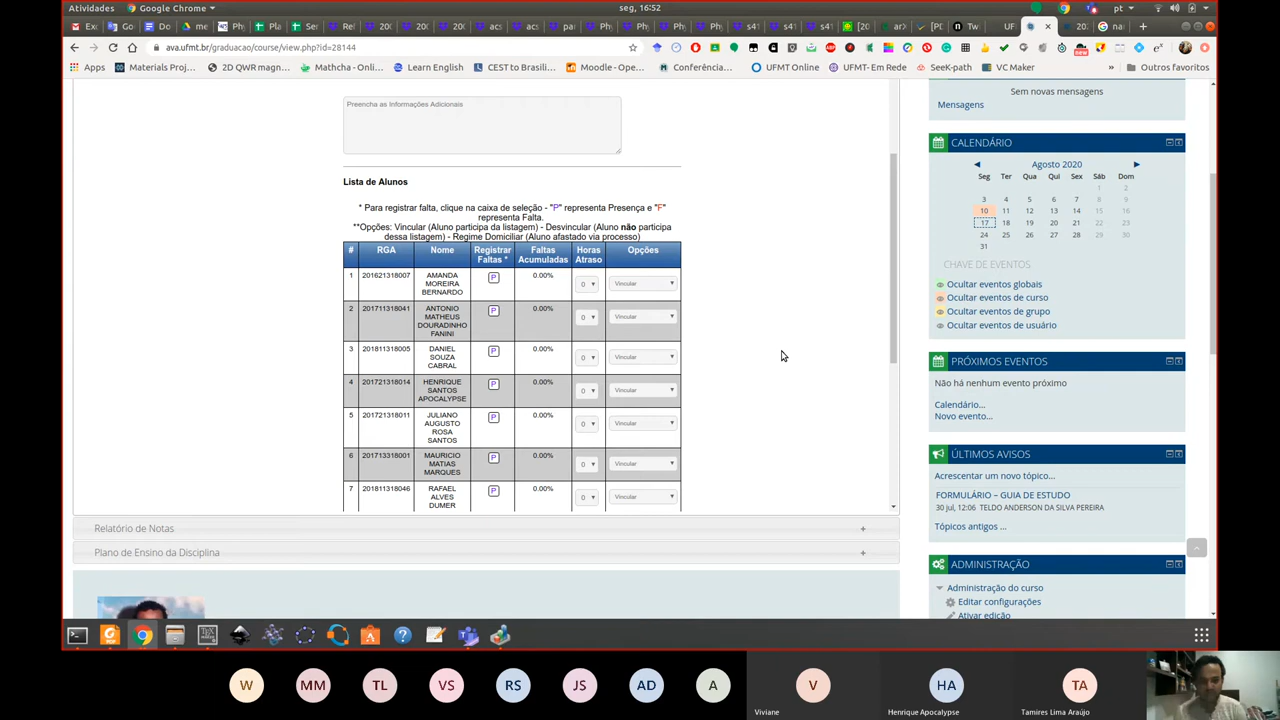 Atividades
Google Chrome
seg, 16:52
pt
ava.ufmt.br/graduacao/course/view.php?id=28144
Apps
Materials Proj...
2D QWR magn...
Mathcha - Onli...
Learn English
CEST to Brasili...
Moodle - Ope...
Conferência...
UFMT Online
UFMT- Em Rede
SeeK-path
VC Maker
»
Outros favoritos
Preencha as Informações Adicionais
Lista de Alunos
* Para registrar falta, clique na caixa de seleção - "P" representa Presença e "F"
representa Falta.
**Opções: Vincular (Aluno participa da listagem) - Desvincular (Aluno não participa
dessa listagem) - Regime Domiciliar (Aluno afastado via processo)
# RGA Nome Registrar Faltas * Faltas Acumuladas Horas Atraso Opções
1 201621318007 AMANDA MOREIRA BERNARDO P 0.00% 0 Vincular
2 201711318041 ANTONIO MATHEUS DOURADINHO FANINI P 0.00% 0 Vincular
3 201811318005 DANIEL SOUZA CABRAL P 0.00% 0 Vincular
4 201721318014 HENRIQUE SANTOS APOCALYPSE P 0.00% 0 Vincular
5 201721318011 JULIANO AUGUSTO ROSA SANTOS P 0.00% 0 Vincular
6 201713318001 MAURICIO MATIAS MARQUES P 0.00% 0 Vincular
7 201811318046 RAFAEL ALVES DUMER P 0.00% 0 Vincular
Relatório de Notas +
Plano de Ensino da Disciplina +
Sem novas mensagens
Mensagens
CALENDÁRIO
◄ Agosto 2020 ►
Seg Ter Qua Qui Sex Sáb Dom
1 2
3 4 5 6 7 8 9
10 11 12 13 14 15 16
17 18 19 20 21 22 23
24 25 26 27 28 29 30
31
CHAVE DE EVENTOS
Ocultar eventos globais
Ocultar eventos de curso
Ocultar eventos de grupo
Ocultar eventos de usuário
PRÓXIMOS EVENTOS
Não há nenhum evento próximo
Calendário...
Novo evento...
ÚLTIMOS AVISOS
Acrescentar um novo tópico...
FORMULÁRIO – GUIA DE ESTUDO
30 jul, 12:06 TELDO ANDERSON DA SILVA PEREIRA
Tópicos antigos ...
ADMINISTRAÇÃO
Administração do curso
Editar configurações
Ativar edição
W MM TL VS RS JS AD A V HA TA
Viviane
Henrique Apocalypse
Tamires Lima Araújo